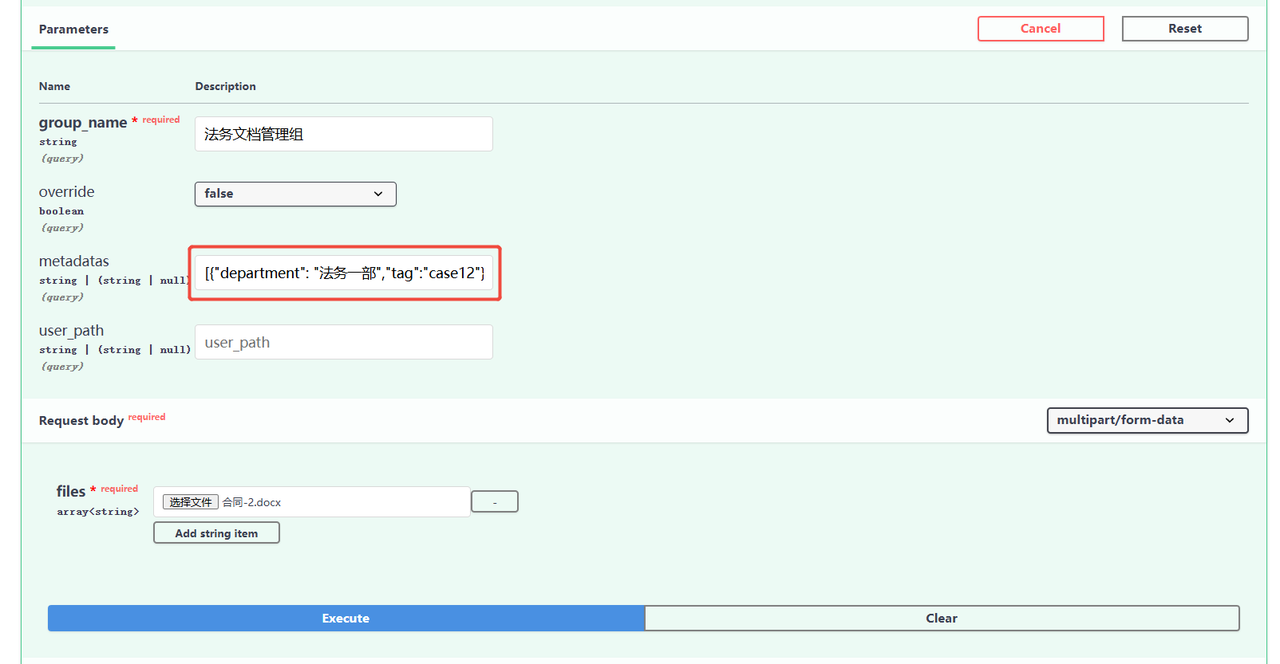 Parameters
Cancel
Reset
Name
Description
group_name * required
string
(query)
法务文档管理组
override
boolean
(query)
false
metadatas
string | (string | null)
(query)
[{"department": "法务一部","tag":"case12"}
user_path
string | (string | null)
(query)
user_path
Request body required
multipart/form-data
files * required
array<string>
选择文件 合同-2.docx
-
Add string item
Execute
Clear